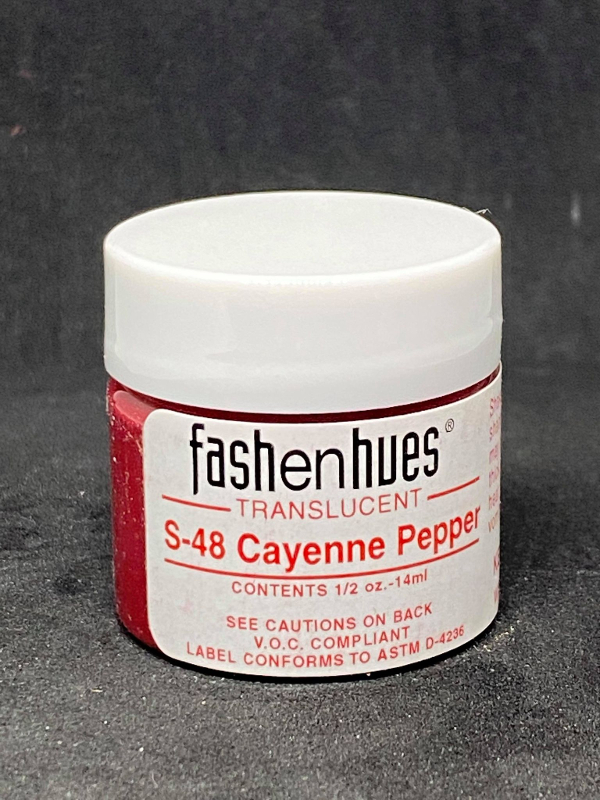 fashenhues®
TRANSLUCENT
S-48 Cayenne Pepper
CONTENTS 1/2 oz.-14ml
SEE CAUTIONS ON BACK
V.O.C. COMPLIANT
LABEL CONFORMS TO ASTM D-4236